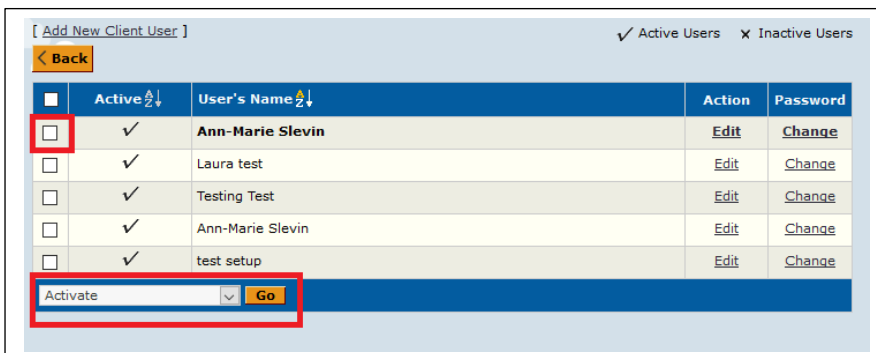 [ Add New Client User ] ✓ Active Users x Inactive Users
< Back
Active User's Name Action Password
✓ Ann-Marie Slevin Edit Change
✓ Laura test Edit Change
✓ Testing Test Edit Change
✓ Ann-Marie Slevin Edit Change
✓ test setup Edit Change
Activate Go